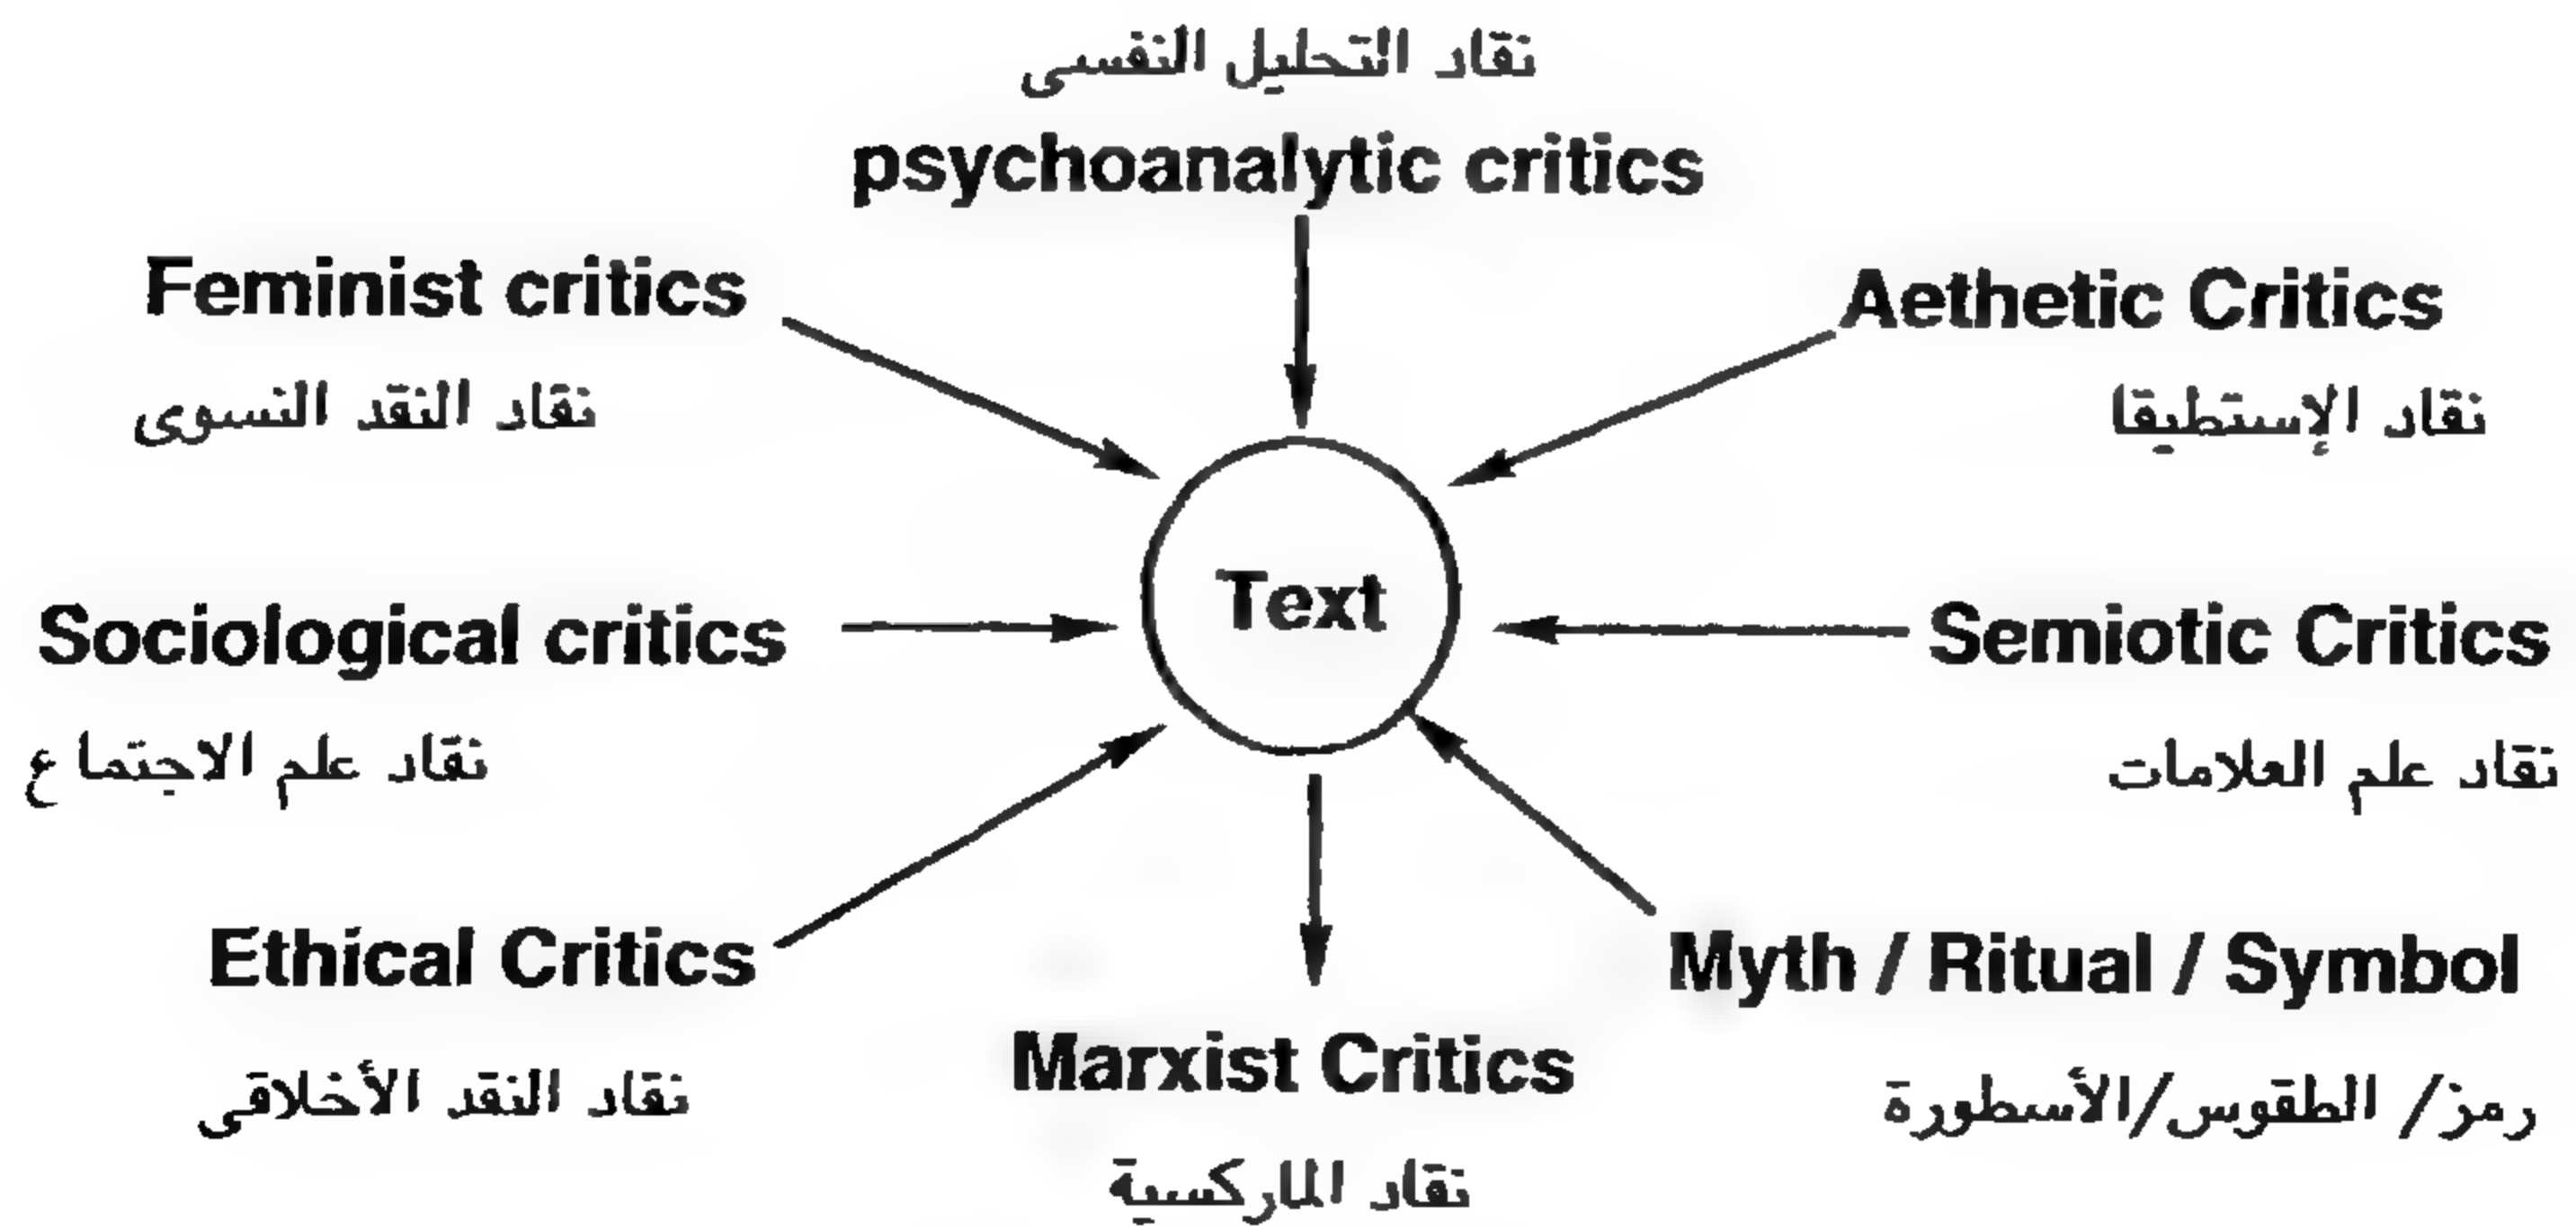 نقاد التحليل النفسى
psychoanalytic critics
Feminist critics
Aethetic Critics
نقاد النقد النسوى
نقاد الإستطيقا
Text
Sociological critics
Semiotic Critics
نقاد علم الاجتماع
نقاد علم العلامات
Ethical Critics
Myth / Ritual / Symbol
Marxist Critics
نقاد النقد الأخلاقى
رمز/ الطقوس/الأسطورة
نقاد الماركسية